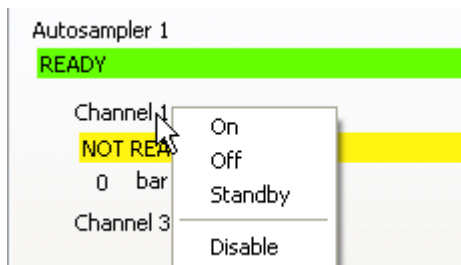 Autosampler 1
READY
Channel 1
On
NOT REA
Off
0 bar
Standby
Channel 3
Disable